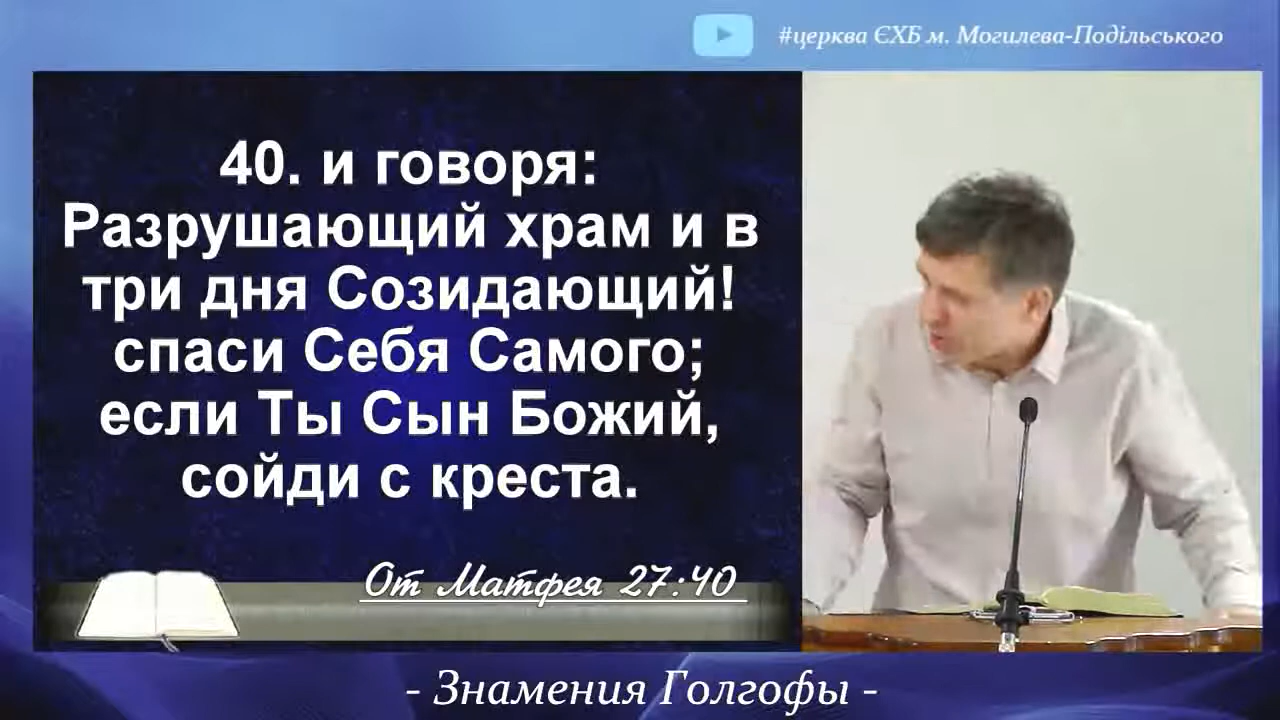 #церква ЄХБ м. Могилева-Подільського
40. и говоря:
Разрушающий храм и в
три дня Созидающий!
спаси Себя Самого;
если Ты Сын Божий,
сойди с креста.
От Матфея 27:40
- Знамения Голгофы -